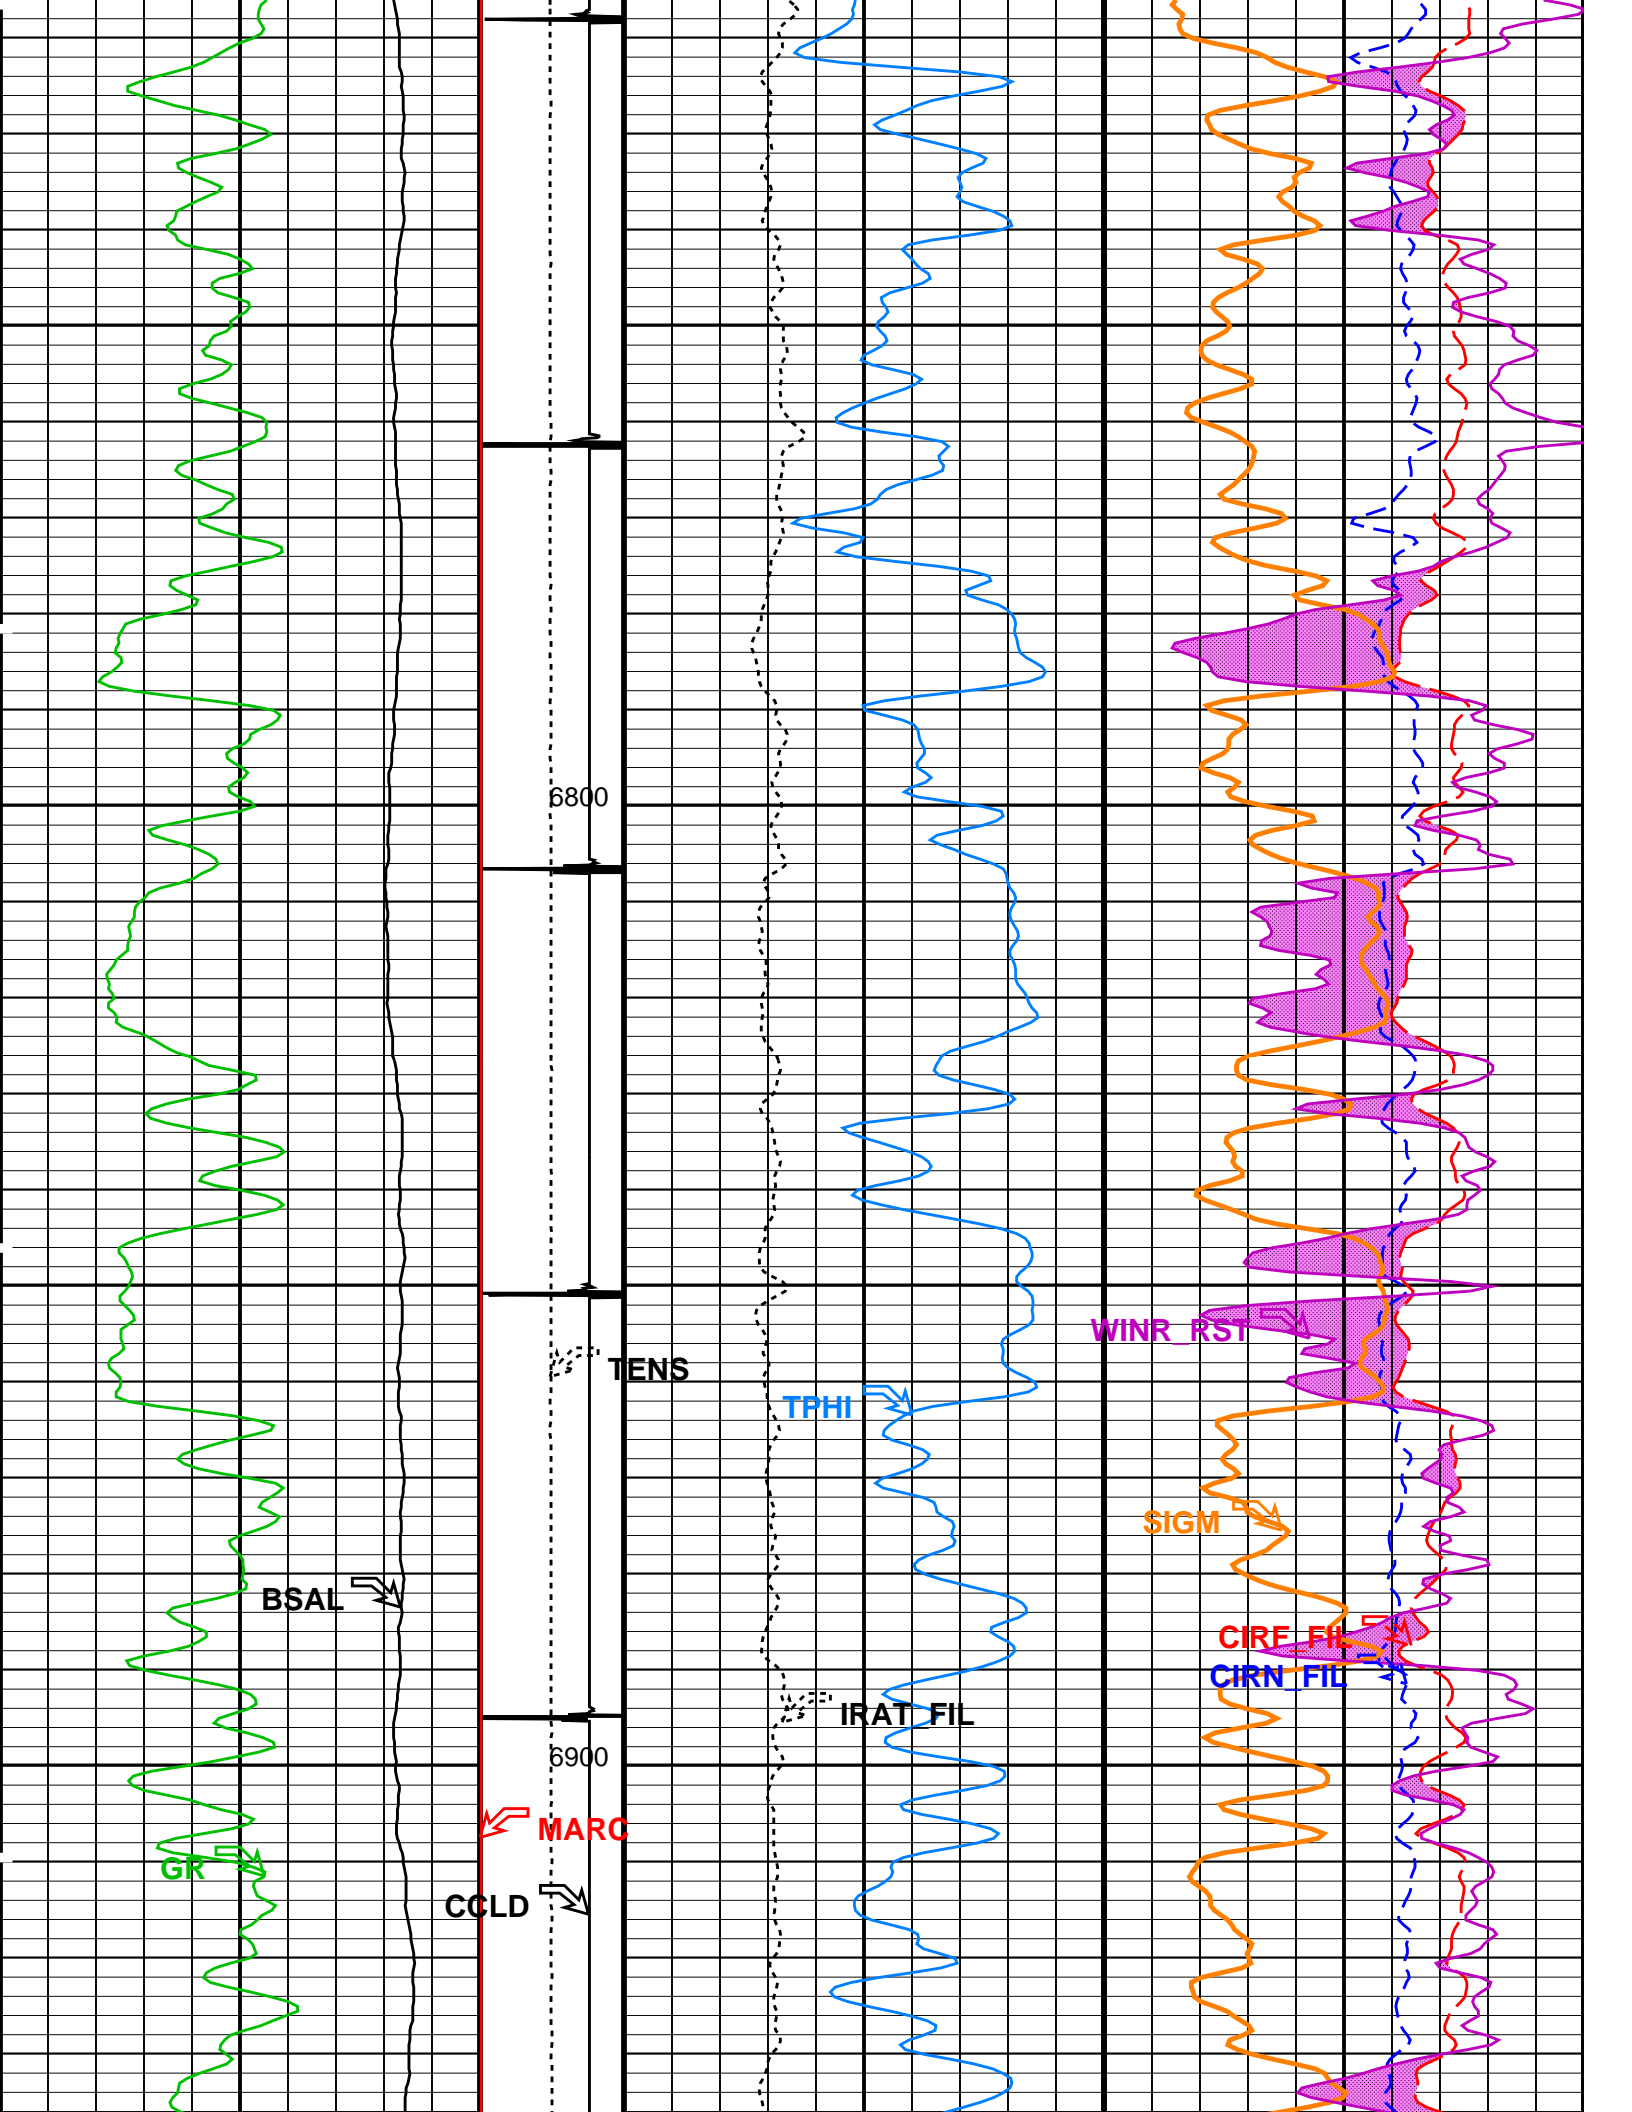 6800
WINR_RST
TENS
TPHI
SIGM
BSAL
CIRF_FIL
CIRN_FIL
IRAT_FIL
6900
MARC
GR
CCLD